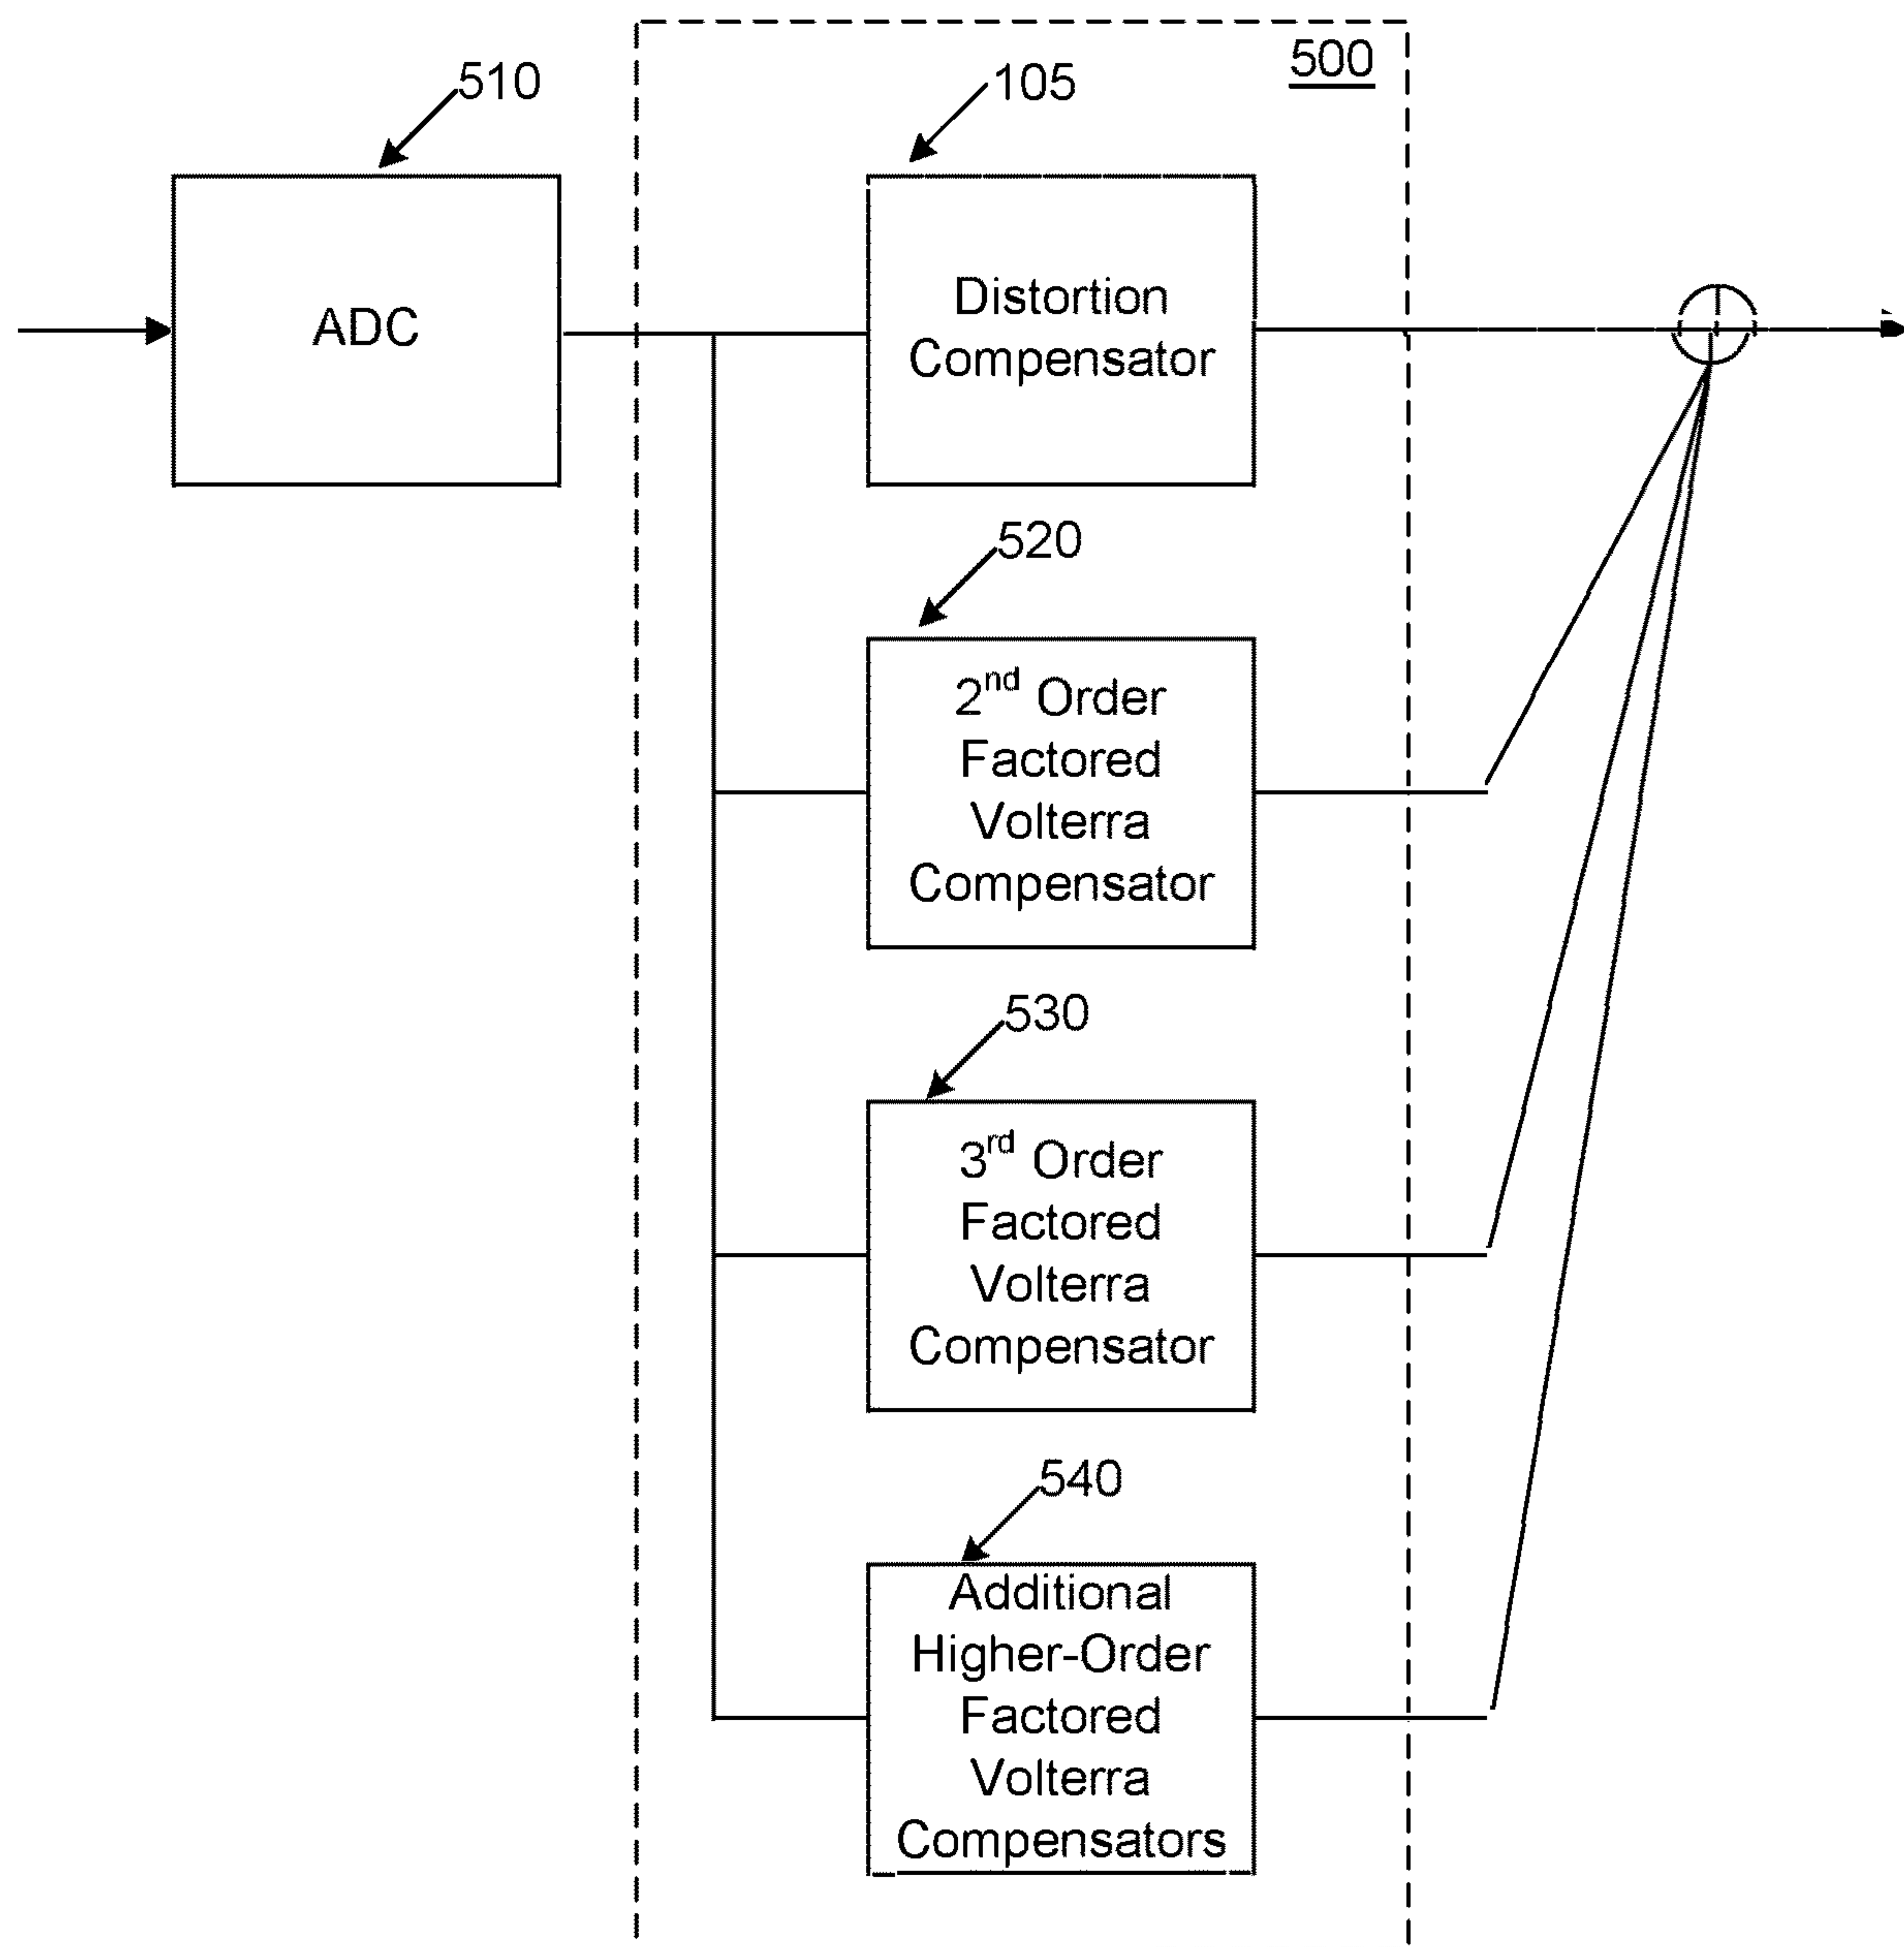 500
510
105
ADC
Distortion
Compensator
520
2nd Order
Factored
Volterra
Compensator
530
3rd Order
Factored
Volterra
Compensator
540
Additional
Higher-Order
Factored
Volterra
Compensators